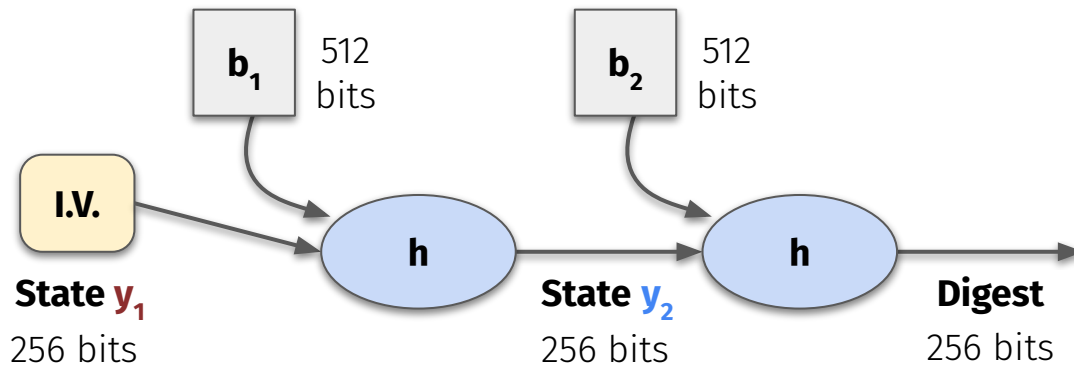 b₁
512
bits
b₂
512
bits
I.V.
h
h
State y₁
256 bits
State y₂
256 bits
Digest
256 bits